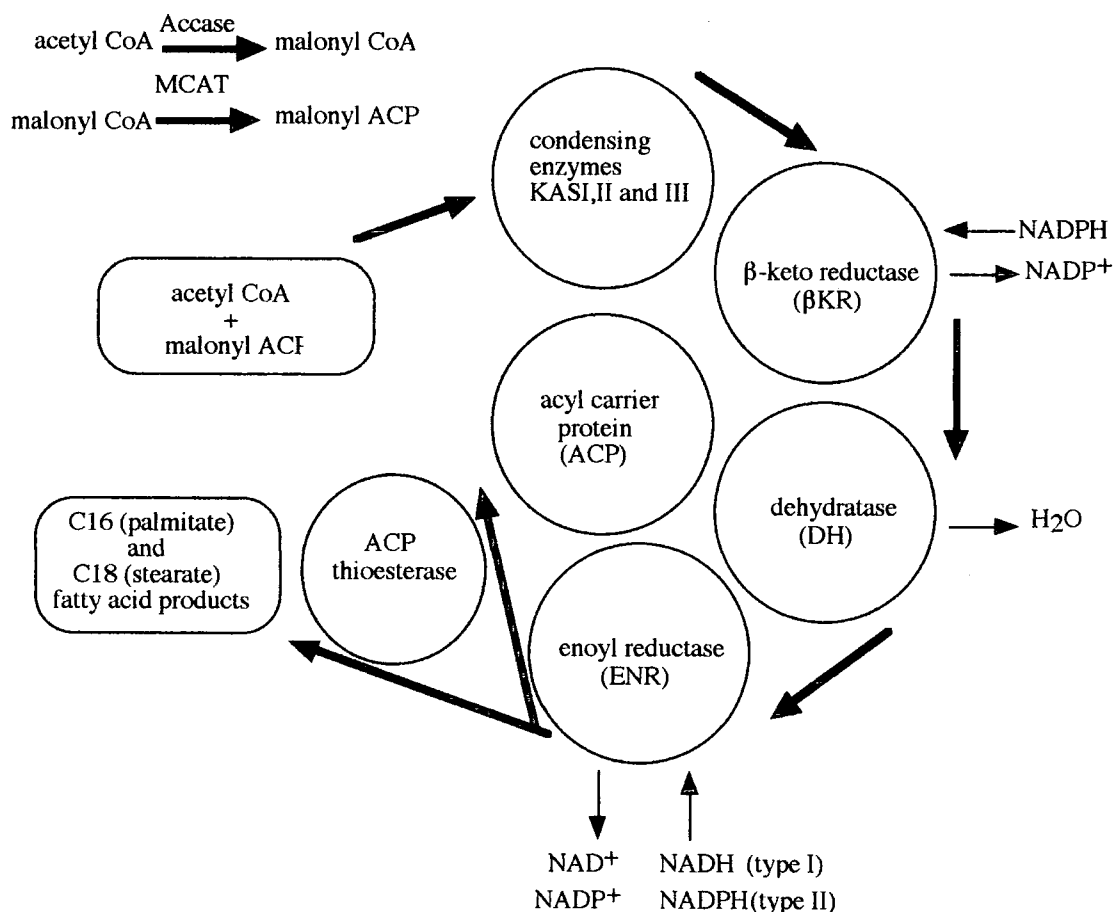 Accase
acetyl CoA malonyl CoA
MCAT
malonyl CoA malonyl ACP
condensing
enzymes
KASI,II and III
NADPH
β-keto reductase
(βKR)
NADP+
acetyl CoA
+
malonyl ACP
acyl carrier
protein
(ACP)
dehydratase
(DH)
H2O
C16 (palmitate)
and
C18 (stearate)
fatty acid products
ACP
thioesterase
enoyl reductase
(ENR)
NAD+ NADH (type I)
NADP+ NADPH(type II)